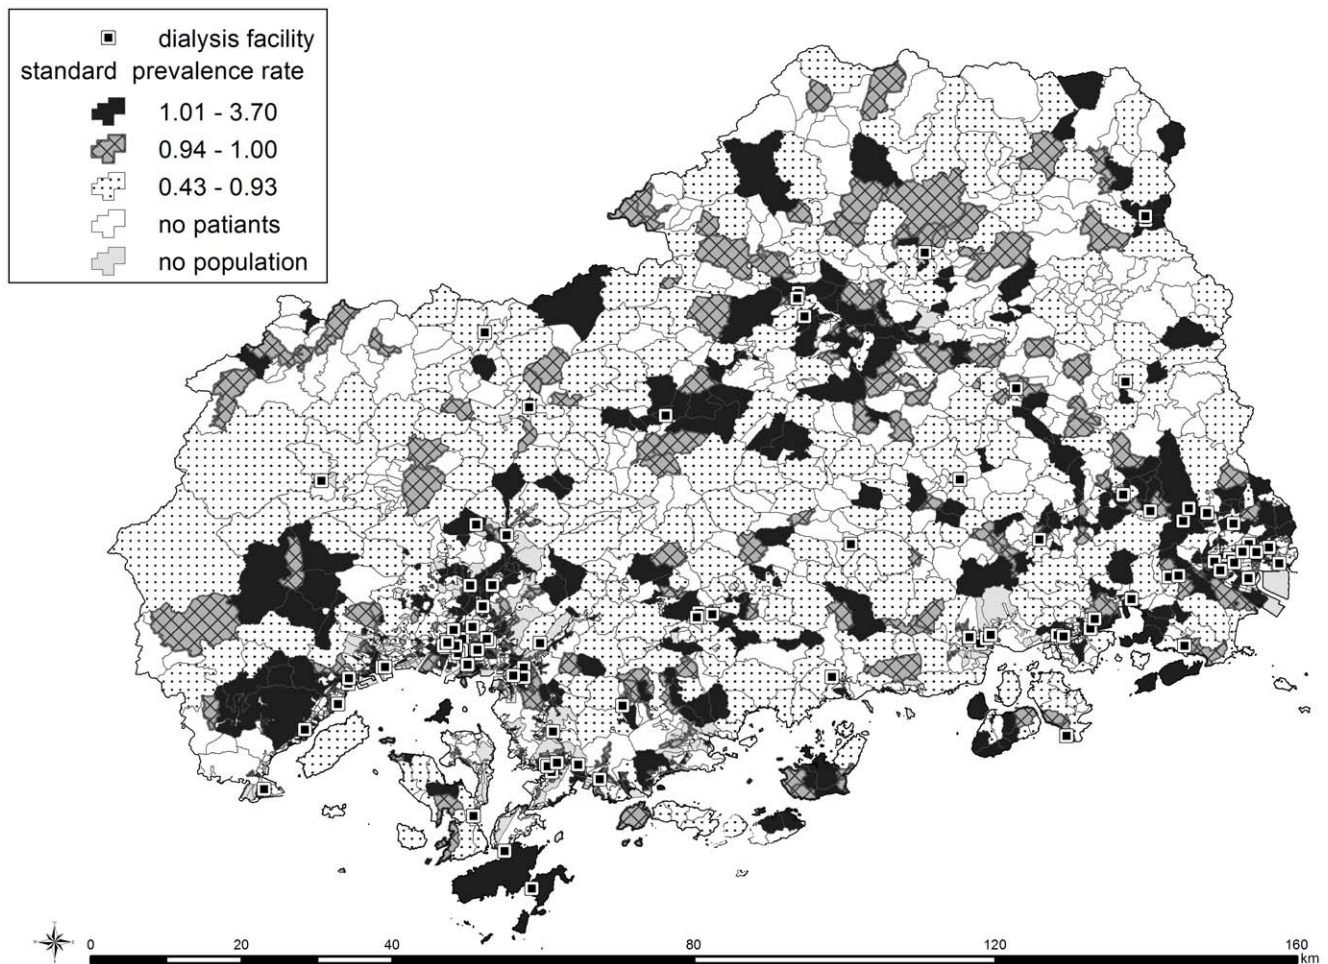 dialysis facility
standard prevalence rate
1.01 - 3.70
0.94 - 1.00
0.43 - 0.93
no patiants
no population
0 20 40 80 120 160
km